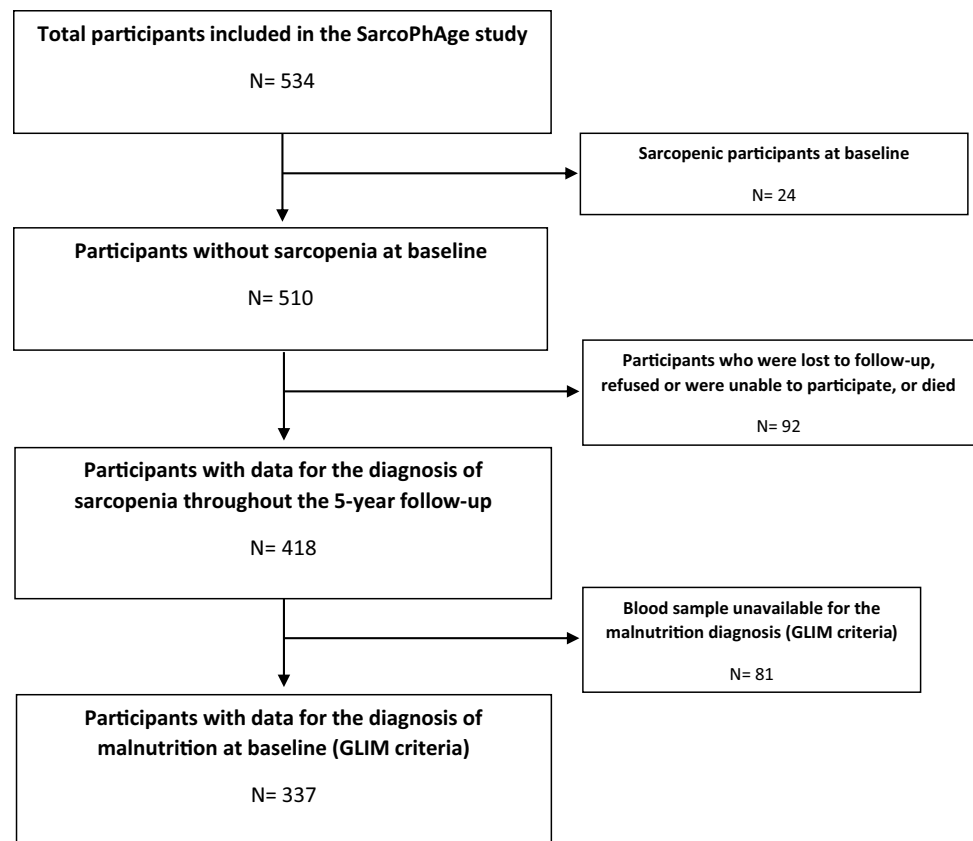 Total participants included in the SarcoPhAge study
N= 534
Sarcopenic participants at baseline
N= 24
Participants without sarcopenia at baseline
N= 510
Participants who were lost to follow-up,
refused or were unable to participate, or died
N= 92
Participants with data for the diagnosis of
sarcopenia throughout the 5-year follow-up
N= 418
Blood sample unavailable for the
malnutrition diagnosis (GLIM criteria)
N= 81
Participants with data for the diagnosis of
malnutrition at baseline (GLIM criteria)
N= 337